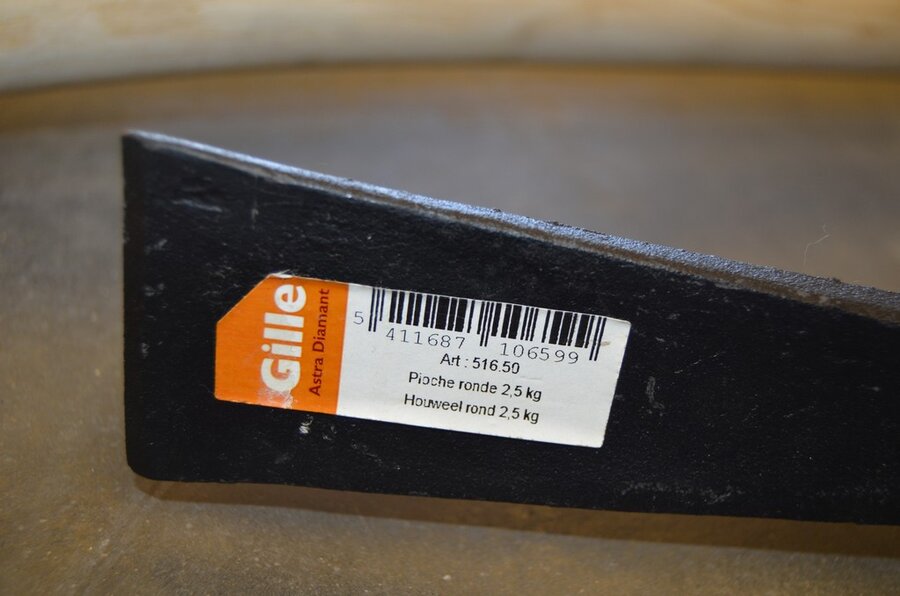 Gille
Astra Diamant
5 411687 106599
Art : 516.50
Pioche ronde 2,5 kg
Houweel rond 2,5 kg